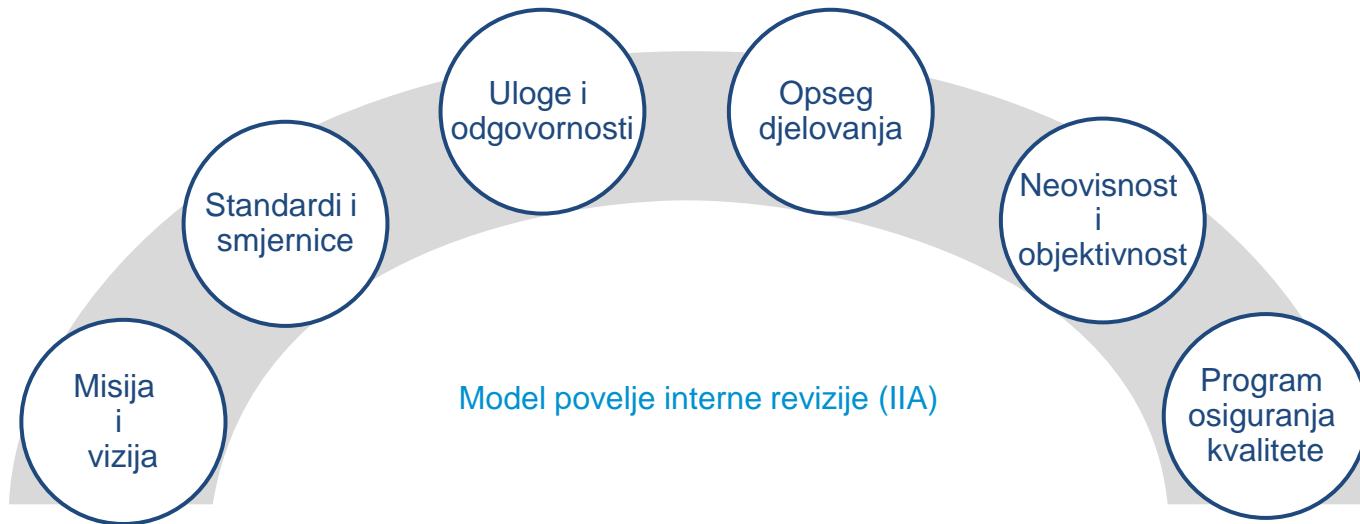 Misija
i
vizija
Standardi i
smjernice
Uloge i
odgovornosti
Opseg
djelovanja
Neovisnost
i
objektivnost
Program
osiguranja
kvalitete
Model povelje interne revizije (IIA)